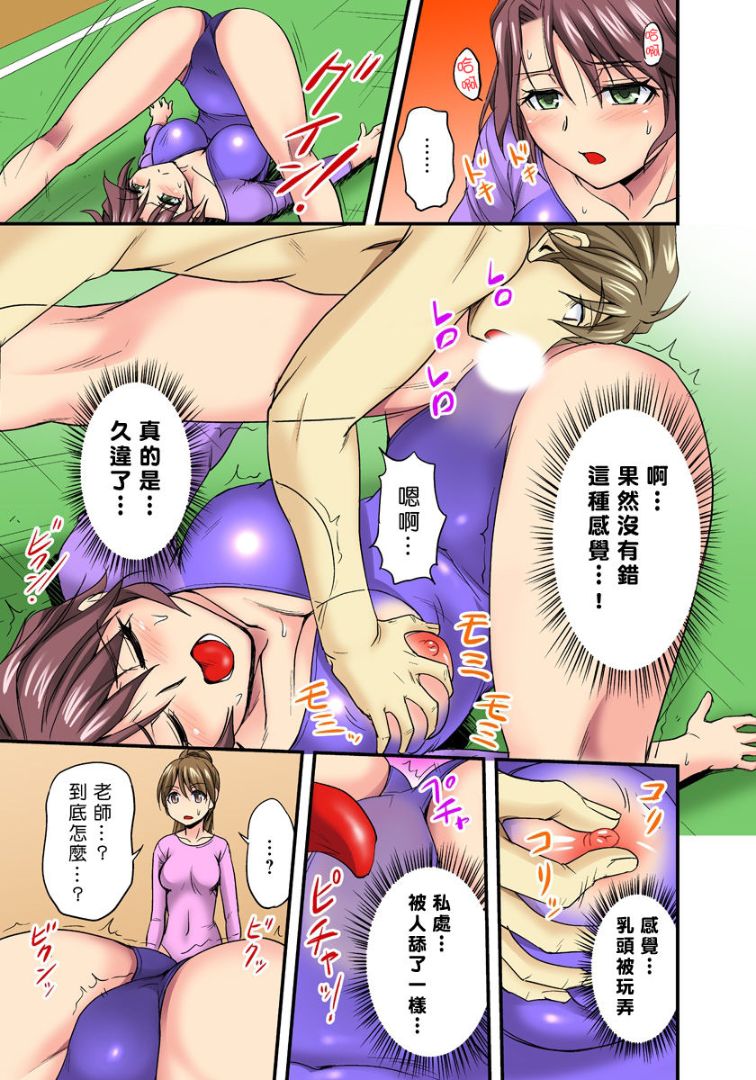 哈啊
哈啊
……
ドキ
ドキ
グイン!
レロ
レロ
レロ
啊…
果然沒有錯
這種感覺…!
嗯啊…
真的是…
久違了…
ビクン!
モミ
モミ
モミッ
コリ
コリッ
感覺…
乳頭被玩弄
プチャ
ピチャッ!
私處…
被人舔了一樣…
…?
老師…?
到底怎麼…?
ビクッ
ビクンッ